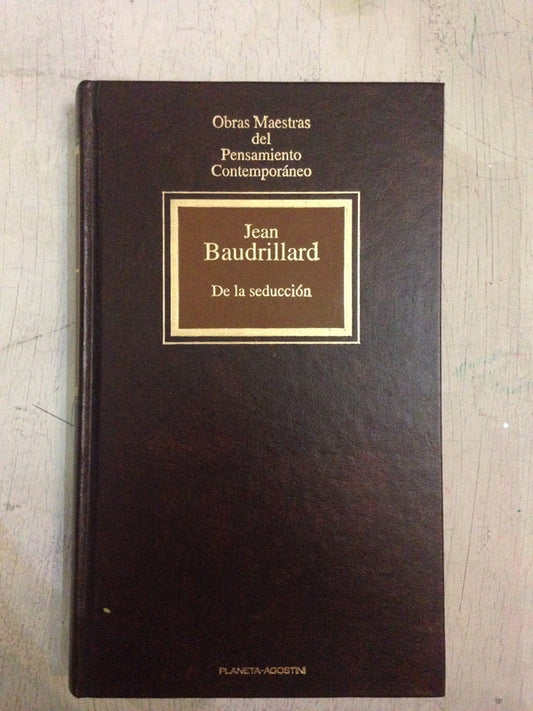 Obras Maestras
del
Pensamiento
Contemporáneo
Jean
Baudrillard
De la seducción
PLANETA-AGOSTINI